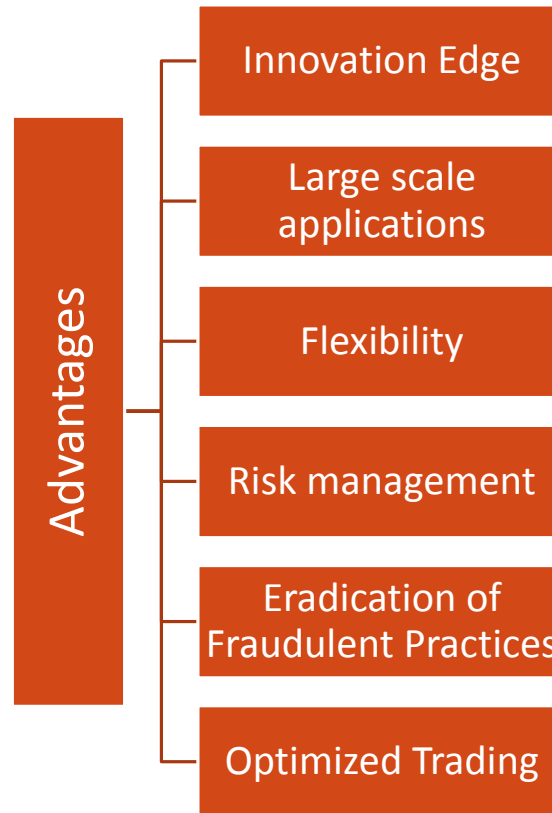 Advantages
Innovation Edge
Large scale
applications
Flexibility
Risk management
Eradication of
Fraudulent Practices
Optimized Trading